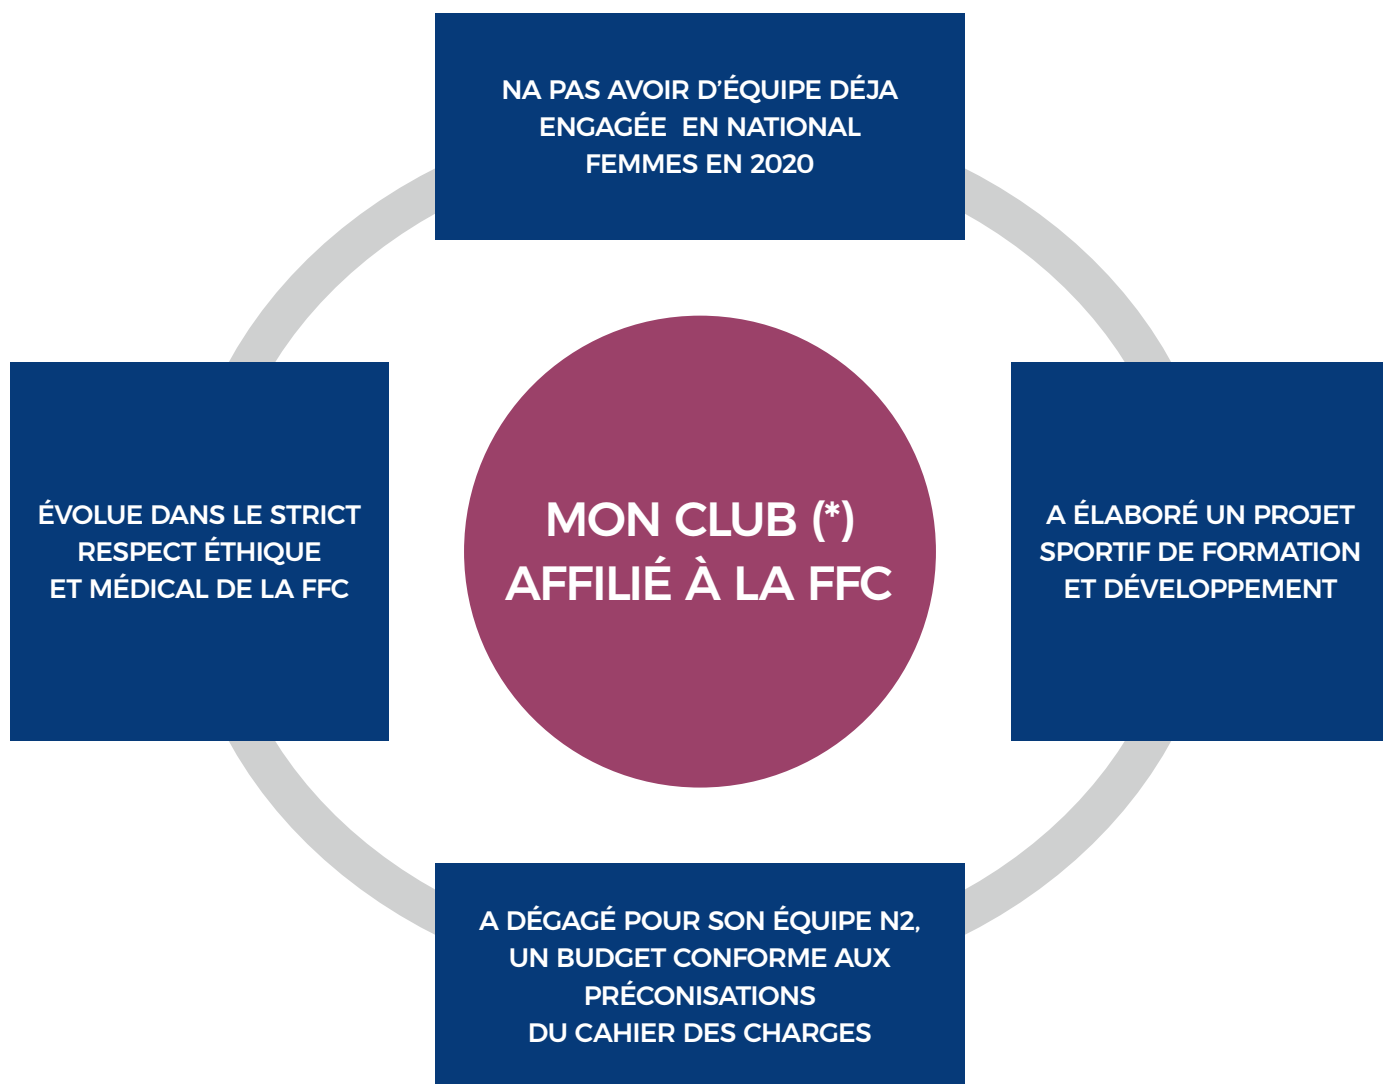 NA PAS AVOIR D’ÉQUIPE DÉJA
ENGAGÉE EN NATIONAL
FEMMES EN 2020
ÉVOLUE DANS LE STRICT
RESPECT ÉTHIQUE
ET MÉDICAL DE LA FFC
MON CLUB (*)
AFFILIÉ À LA FFC
A ÉLABORÉ UN PROJET
SPORTIF DE FORMATION
ET DÉVELOPPEMENT
A DÉGAGÉ POUR SON ÉQUIPE N2,
UN BUDGET CONFORME AUX
PRÉCONISATIONS
DU CAHIER DES CHARGES